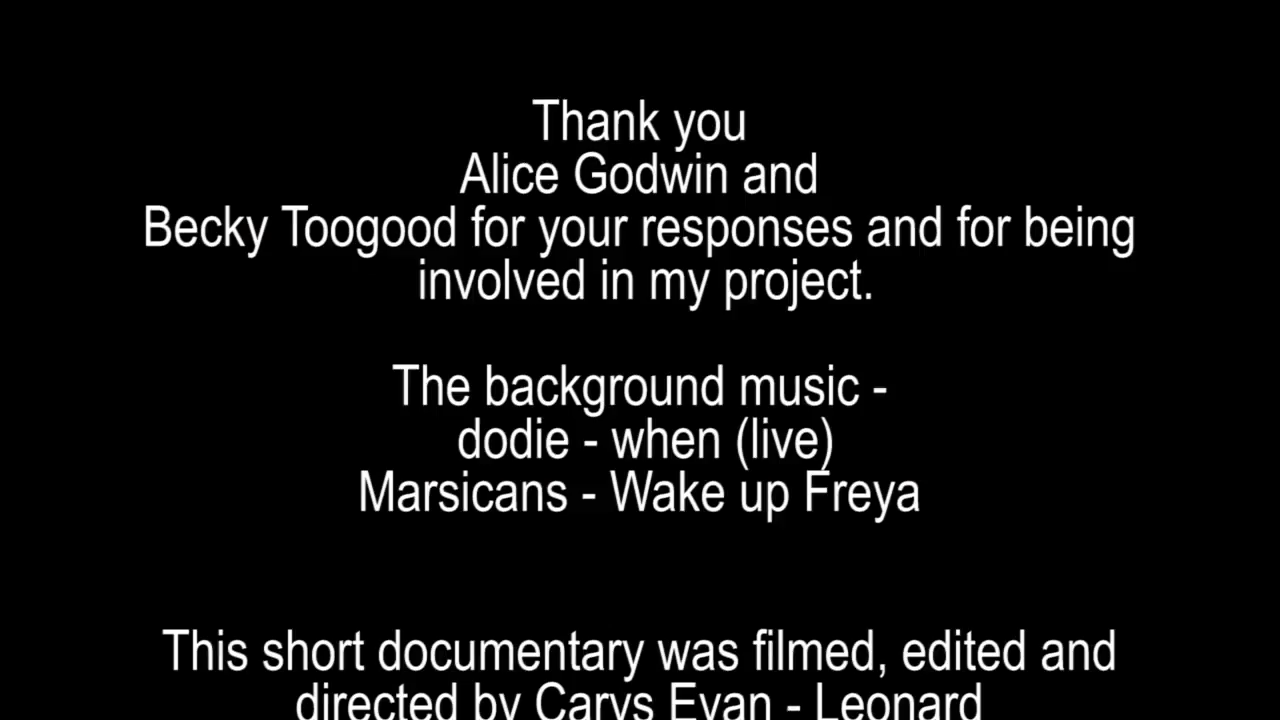 Thank you
Alice Godwin and
Becky Toogood for your responses and for being
involved in my project.
The background music -
dodie - when (live)
Marsicans - Wake up Freya
This short documentary was filmed, edited and
directed by Carys Evan - Leonard